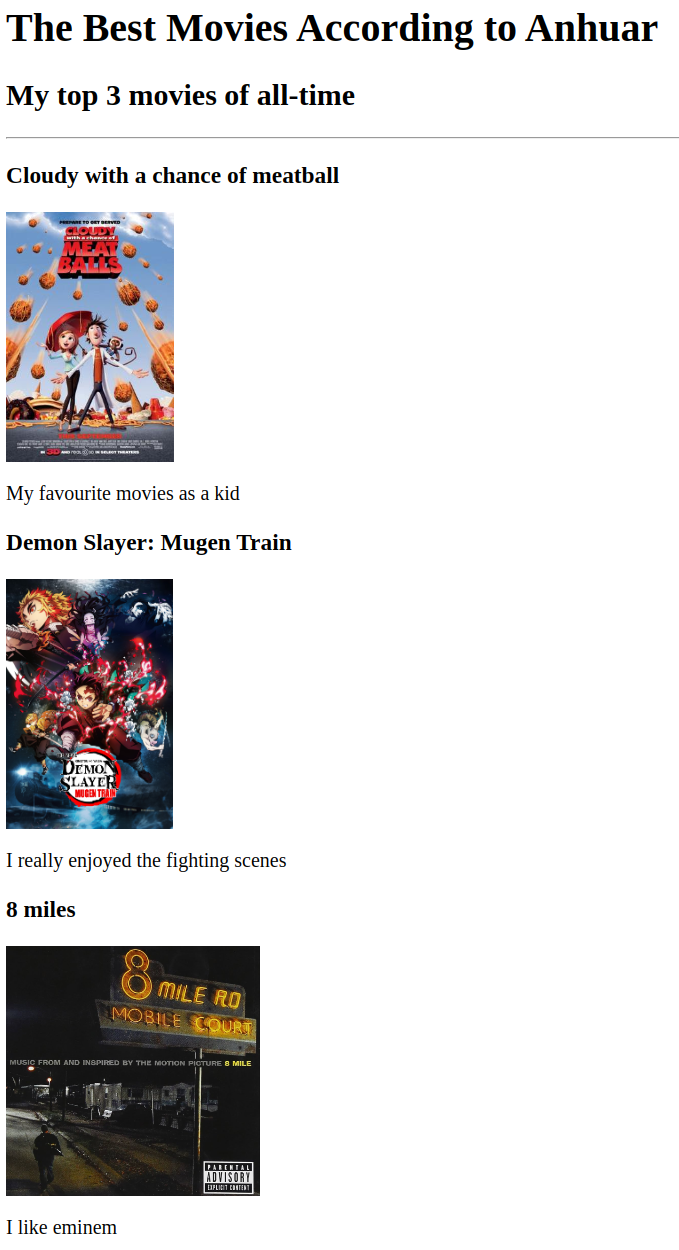 The Best Movies According to Anhuar
My top 3 movies of all-time
Cloudy with a chance of meatball
PREPARE TO GET SERVED
CLOUDY
with a chance of
MEAT
BALLS
IN 3D AND REAL D 3D IN SELECT THEATERS
My favourite movies as a kid
Demon Slayer: Mugen Train
DEMON
SLAYER
MUGEN TRAIN
I really enjoyed the fighting scenes
8 miles
8 MILE RD
MOBILE COURT
MUSIC FROM AND INSPIRED BY THE MOTION PICTURE 8 MILE
PARENTAL
ADVISORY
EXPLICIT CONTENT
I like eminem